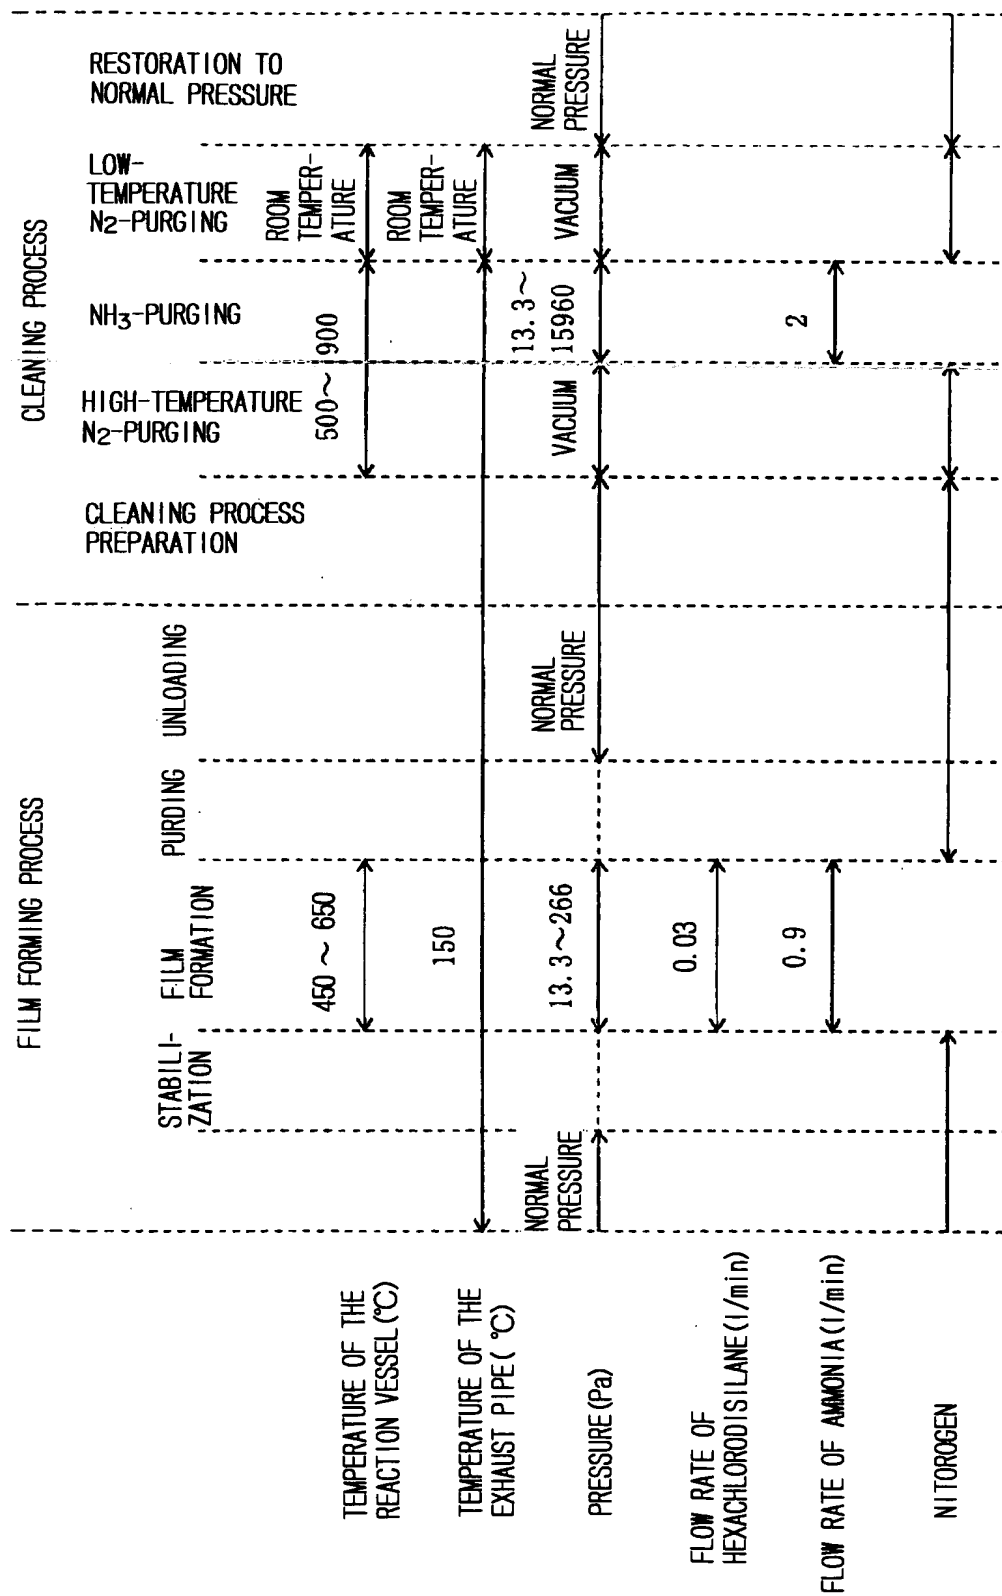 FILM FORMING PROCESS
CLEANING PROCESS
STABILI-
ZATION
FILM
FORMATION
PURDING
UNLOADING
CLEANING PROCESS
PREPARATION
HIGH-TEMPERATURE
N2-PURGING
NH3-PURGING
LOW-
TEMPERATURE
N2-PURGING
RESTORATION TO
NORMAL PRESSURE
TEMPERATURE OF THE
REACTION VESSEL(℃)
450～650
500～900
ROOM
TEMPER-
ATURE
TEMPERATURE OF THE
EXHAUST PIPE( ℃)
150
ROOM
TEMPER-
ATURE
PRESSURE(Pa)
NORMAL
PRESSURE
13.3～266
NORMAL
PRESSURE
VACUUM
13.3～
15960
VACUUM
NORMAL
PRESSURE
FLOW RATE OF
HEXACHLORODISILANE(l/min)
0.03
FLOW RATE OF AMMONIA(l/min)
0.9
2
NITOROGEN